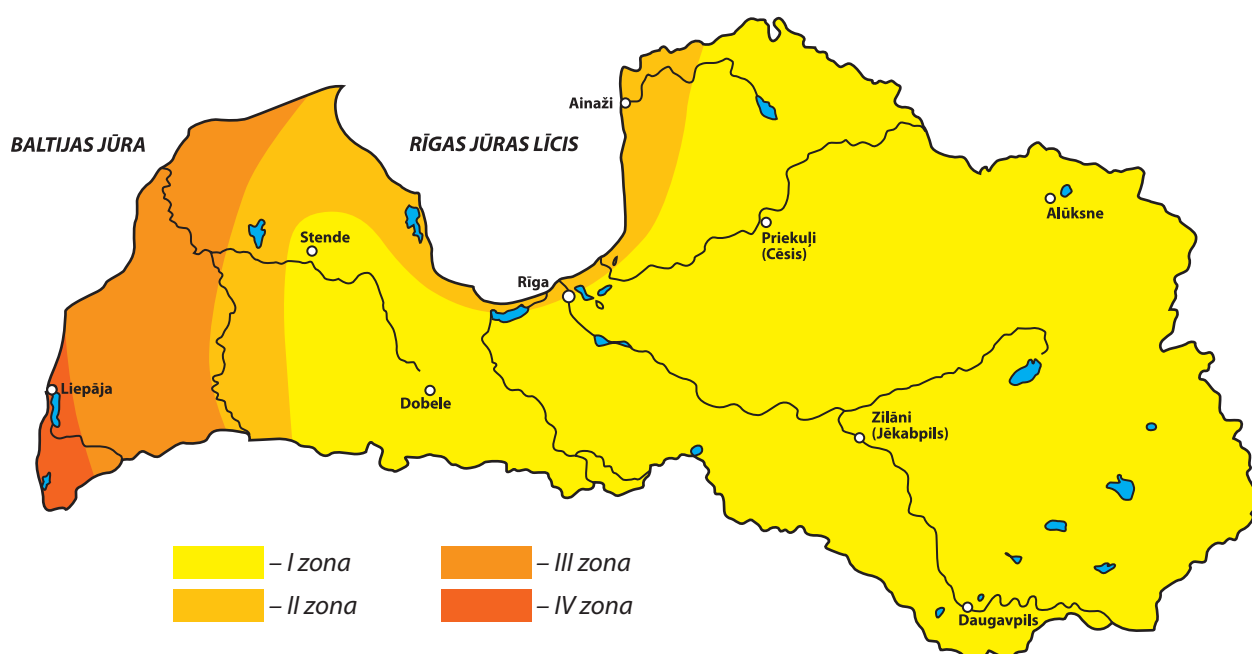 Ainaži
BALTIJAS JŪRA
RĪGAS JŪRAS LĪCIS
Alūksne
Stende
Priekuļi
(Cēsis)
Rīga
Liepāja
Dobele
Zilāni
(Jēkabpils)
– I zona
– III zona
– II zona
– IV zona
Daugavpils